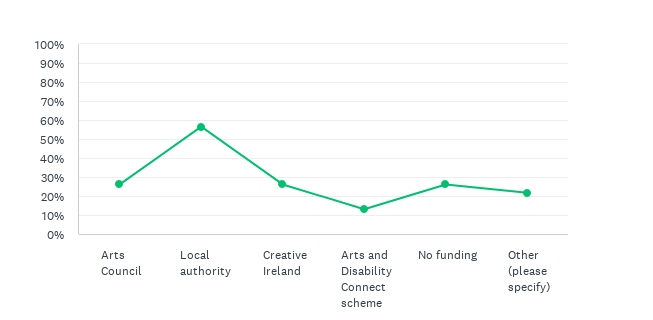 100%
90%
80%
70%
60%
50%
40%
30%
20%
10%
0%
Arts
Council
Local
authority
Creative
Ireland
Arts and
Disability
Connect
scheme
No funding
Other
(please
specify)